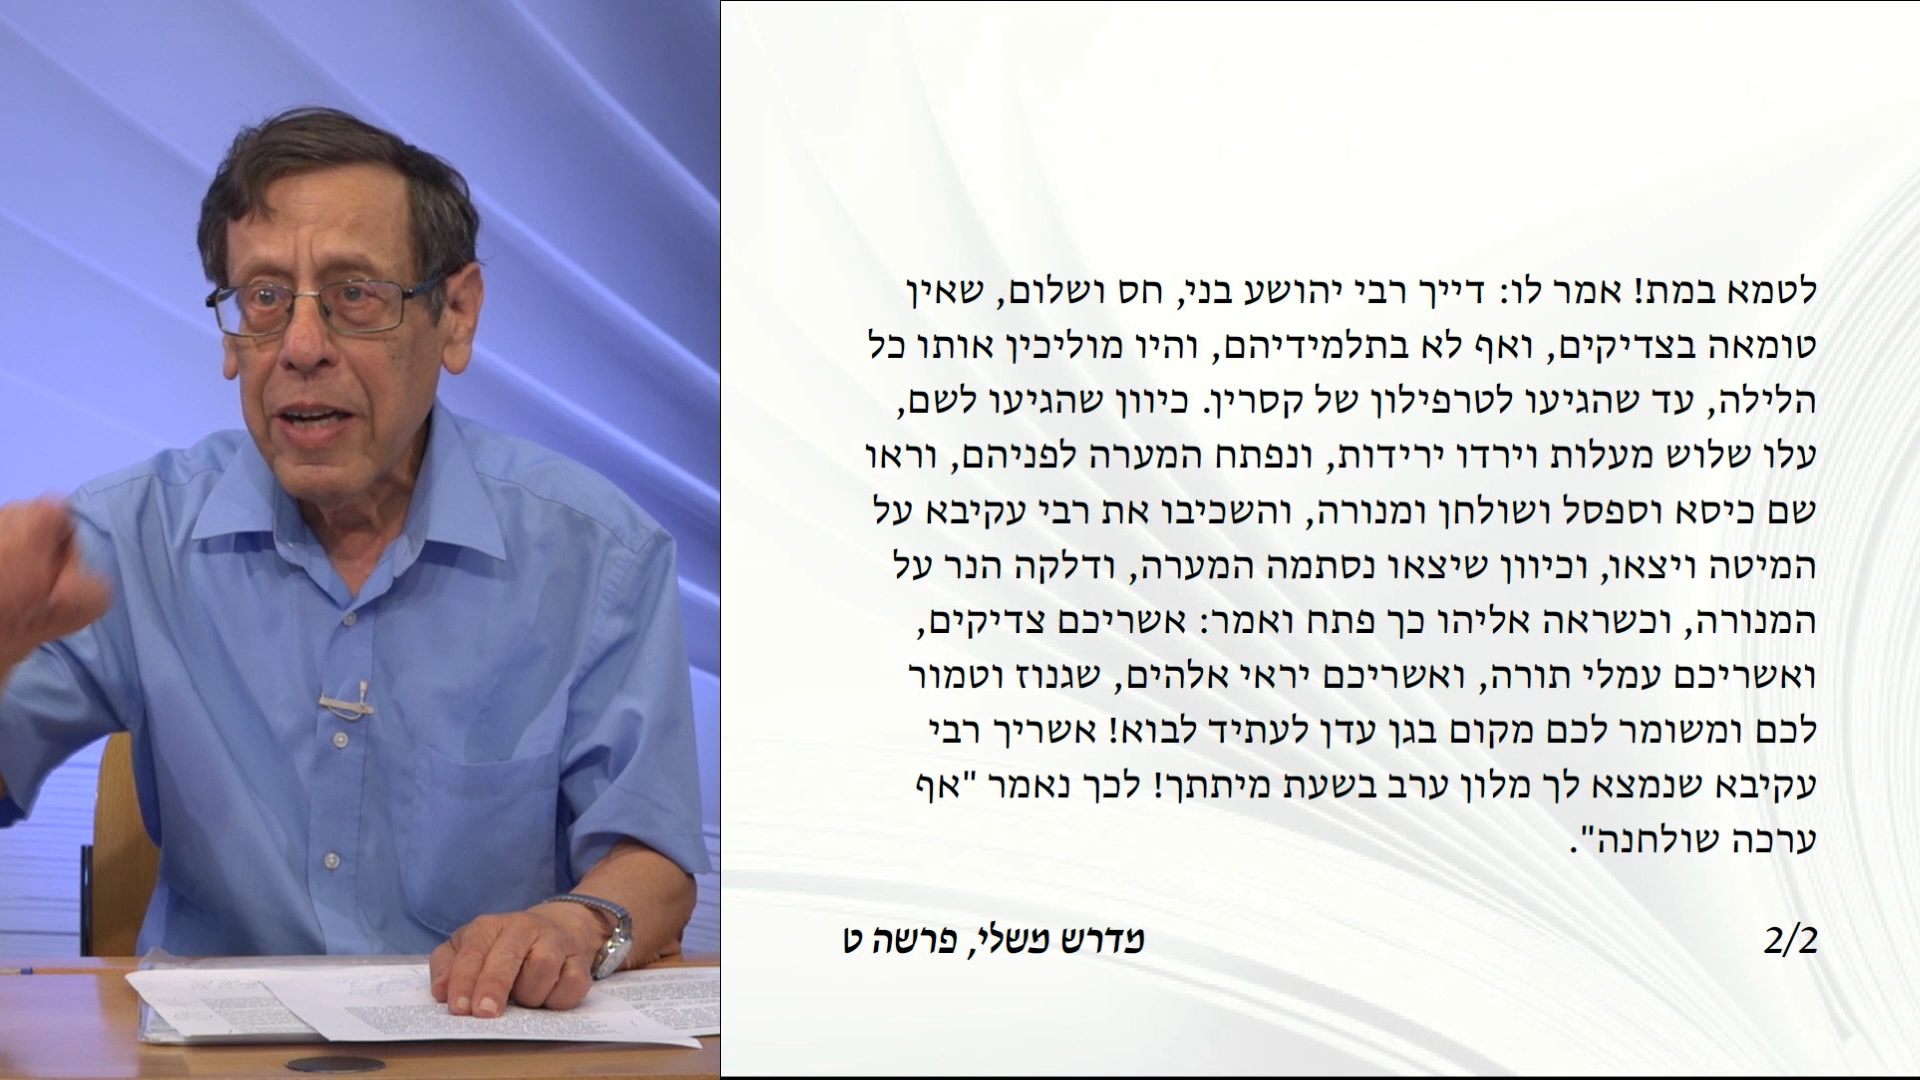 לטמא במת! אמר לו: דייך רבי יהושע בני, חס ושלום, שאין
טומאה בצדיקים, ואף לא בתלמידיהם, והיו מוליכין אותו כל
הלילה, עד שהגיעו לטרפילון של קסרין. כיוון שהגיעו לשם,
עלו שלוש מעלות וירדו ירידות, ונפתח המערה לפניהם, וראו
שם כיסא וספסל ושולחן ומנורה, והשכיבו את רבי עקיבא על
המיטה ויצאו, וכיוון שיצאו נסתמה המערה, ודלקה הנר על
המנורה, וכשראה אליהו כך פתח ואמר: אשריכם צדיקים,
ואשריכם עמלי תורה, ואשריכם יראי אלהים, שגנוז וטמור
לכם ומשומר לכם מקום בגן עדן לעתיד לבוא! אשריך רבי
עקיבא שנמצא לך מלון ערב בשעת מיתתך! לכך נאמר "אף
ערכה שולחנה".
2/2
מדרש משלי, פרשה ט